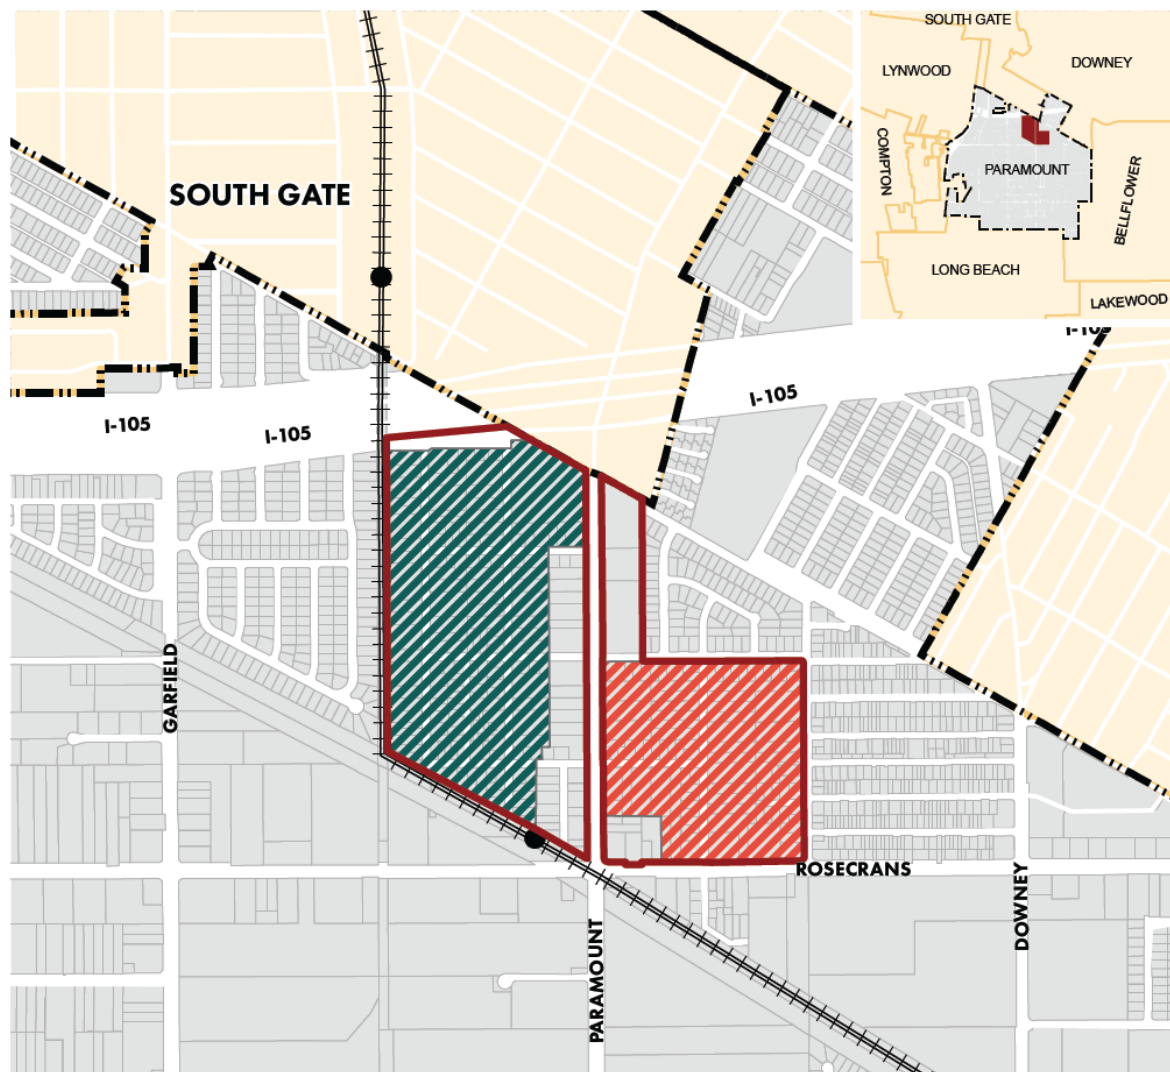 SOUTH GATE
LYNWOOD
DOWNEY
COMPTON
PARAMOUNT
BELLFLOWER
LONG BEACH
LAKEWOOD
SOUTH GATE
I-105
I-105
I-105
I-105
GARFIELD
ROSECRANS
DOWNEY
PARAMOUNT